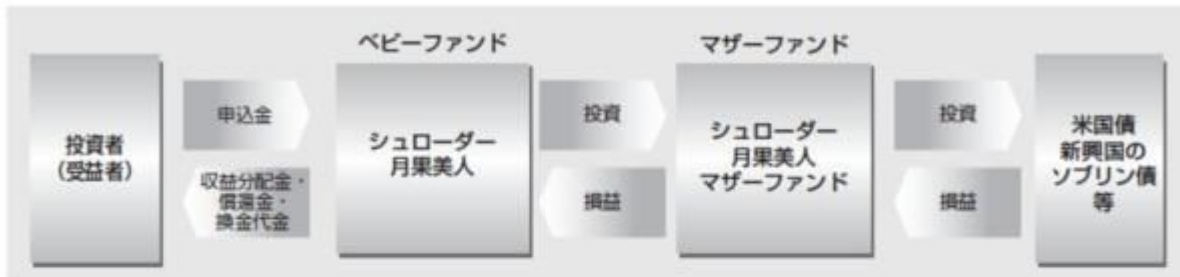 ベビーファンド
マザーファンド
投資者
(受益者)
申込金
収益分配金・
償還金・
換金代金
シュローダー
月果美人
投資
損益
シュローダー
月果美人
マザーファンド
投資
損益
米国債
新興国の
ソブリン債
等